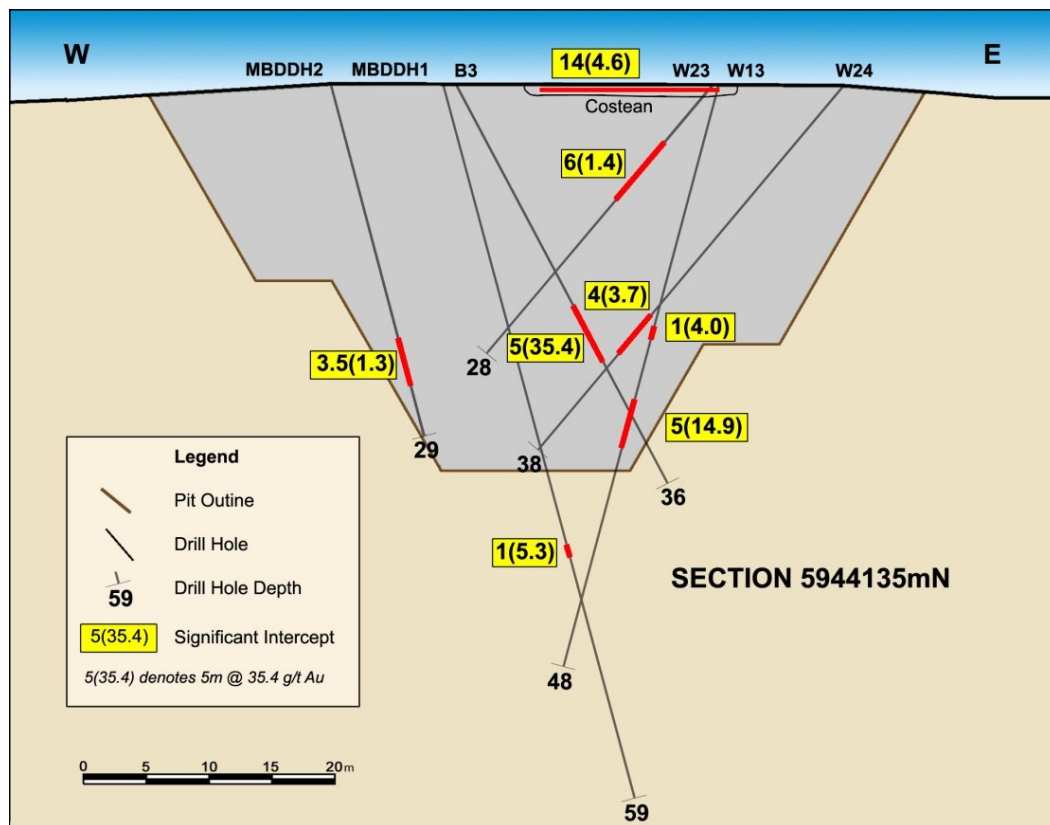 W
E
14(4.6)
MBDDH2
MBDDH1
B3
W23
W13
W24
Costean
6(1.4)
4(3.7)
1(4.0)
5(35.4)
3.5(1.3)
28
5(14.9)
29
38
36
1(5.3)
SECTION 5944135mN
48
59
Legend
Pit Outine
Drill Hole
59 Drill Hole Depth
5(35.4) Significant Intercept
5(35.4) denotes 5m @ 35.4 g/t Au
0 5 10 15 20m